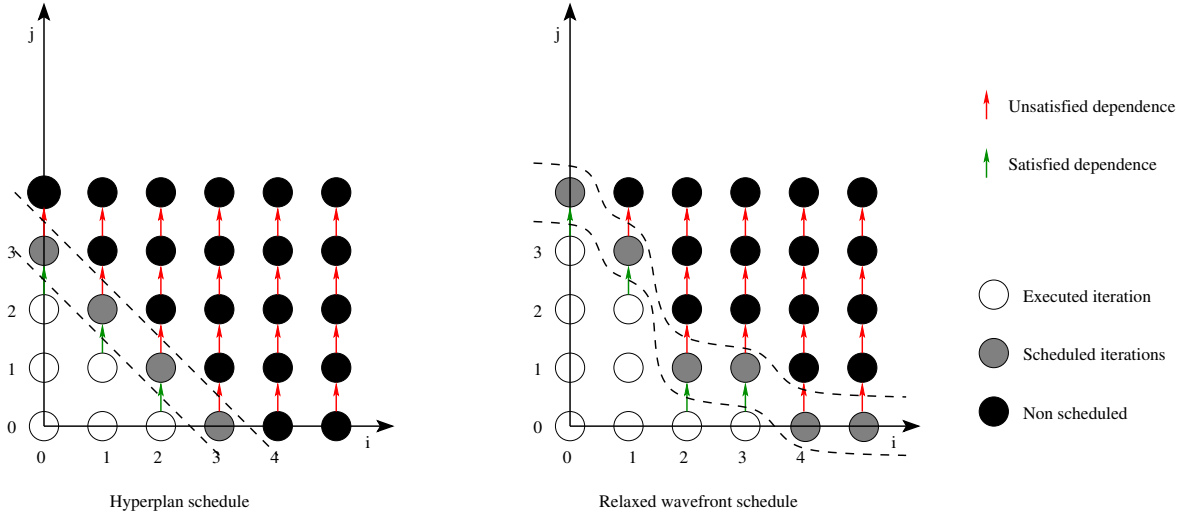 j
3
2
1
0
0
1
2
3
4
i
Hyperplan schedule
j
3
2
1
0
0
1
2
3
4
i
Relaxed wavefront schedule
Unsatisfied dependence
Satisfied dependence
Executed iteration
Scheduled iterations
Non scheduled